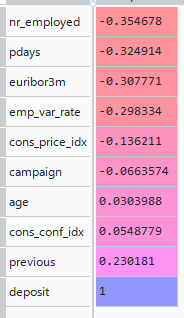 nr_employed -0.354678
pdays -0.324914
euribor3m -0.307771
emp_var_rate -0.298334
cons_price_idx -0.136211
campaign -0.0663574
age 0.0303988
cons_conf_idx 0.0548779
previous 0.230181
deposit 1